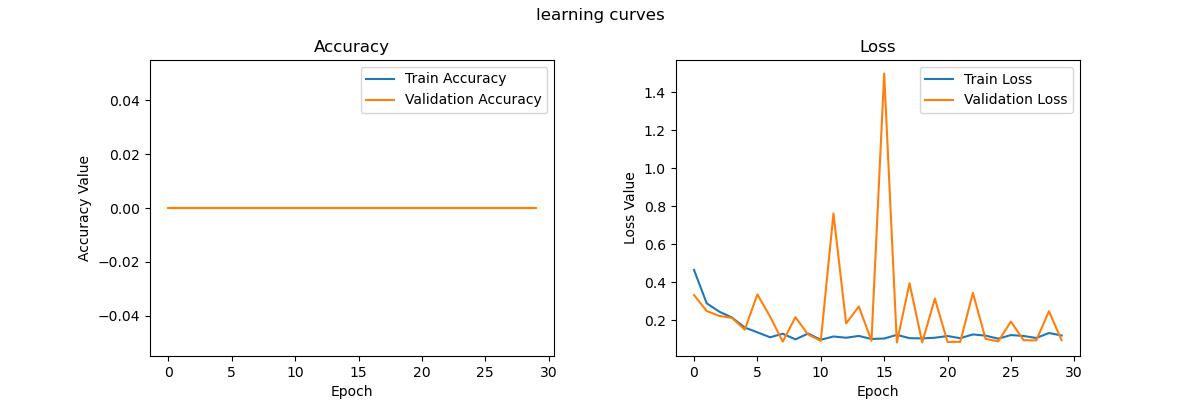 learning curves
Accuracy
Train Accuracy
Validation Accuracy
Accuracy Value
0.04
0.02
0.00
−0.02
−0.04
0
5
10
15
20
25
30
Epoch
Loss
Train Loss
Validation Loss
Loss Value
1.4
1.2
1.0
0.8
0.6
0.4
0.2
0
5
10
15
20
25
30
Epoch